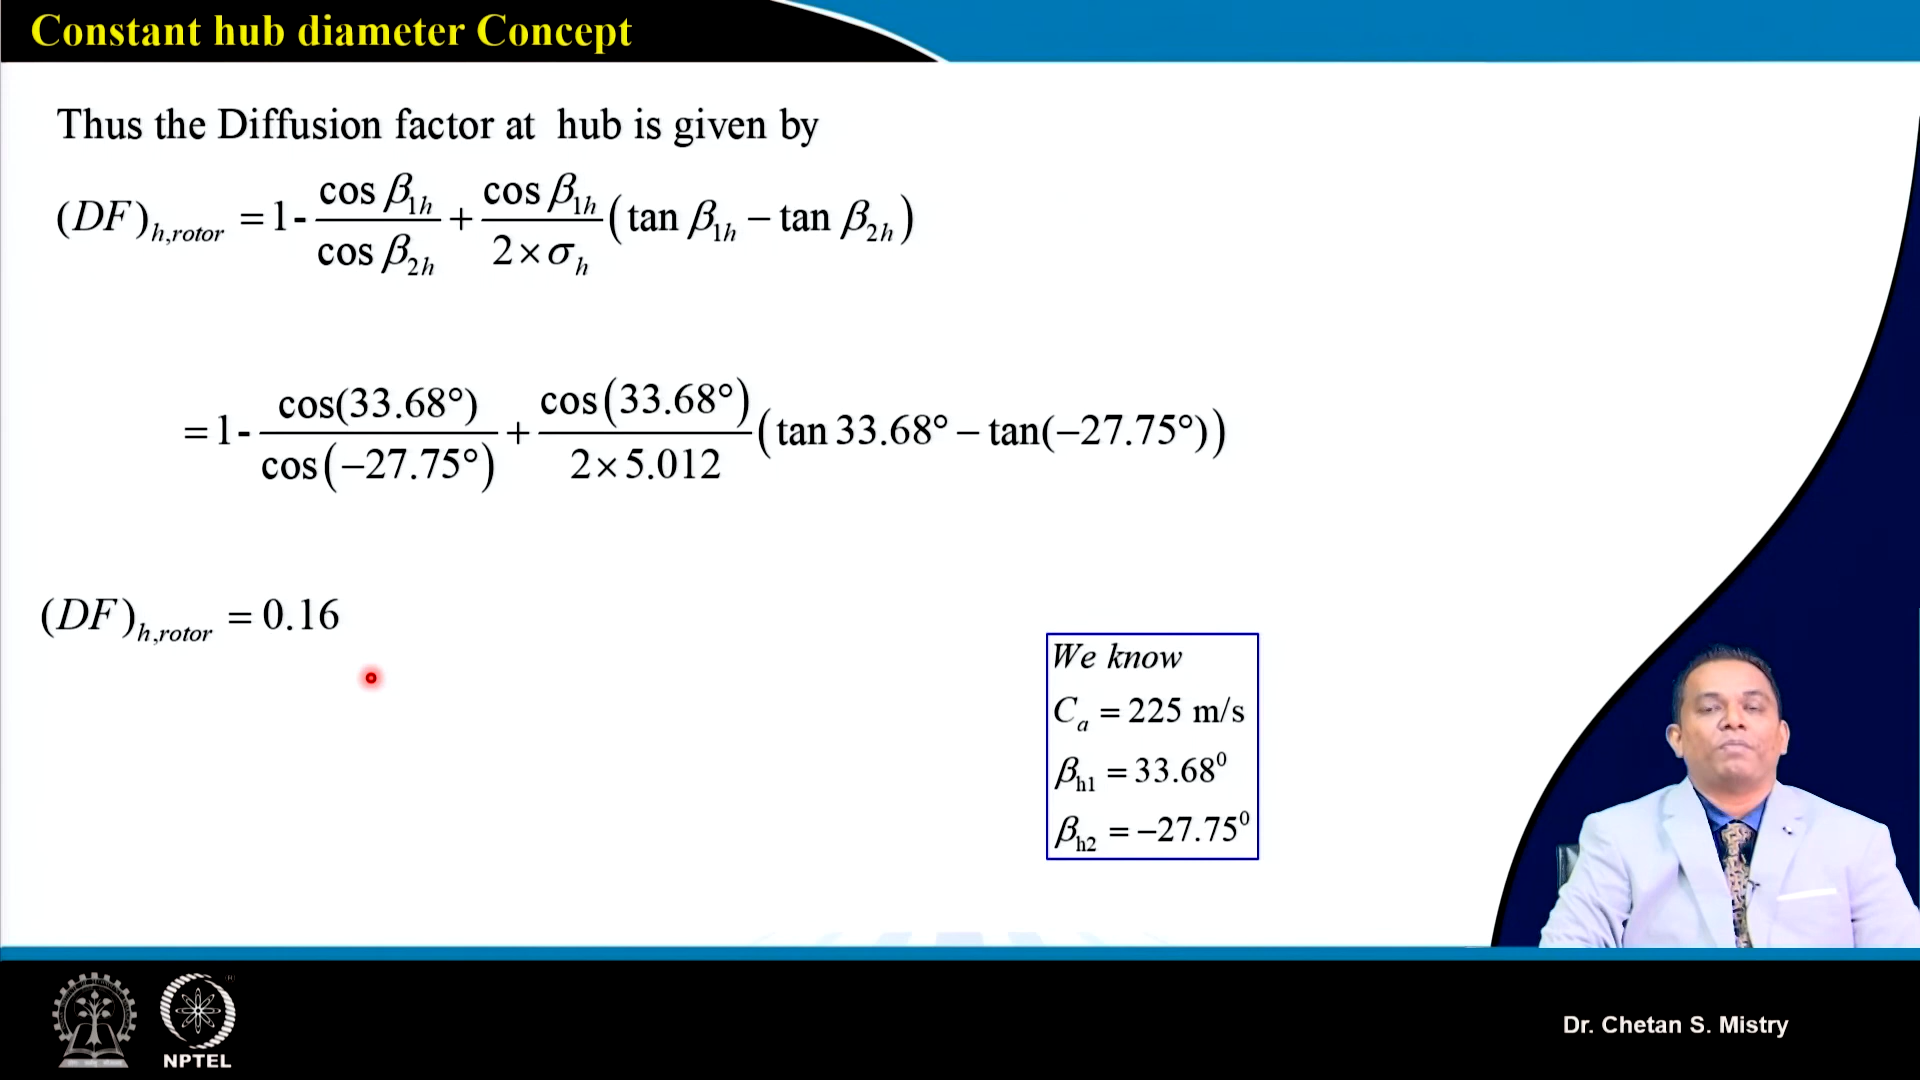 Constant hub diameter Concept
Thus the Diffusion factor at hub is given by
(DF)h,rotor = 1- cos β1h / cos β2h + cos β1h / 2×σh (tan β1h − tan β2h)
= 1- cos(33.68°) / cos(−27.75°) + cos(33.68°) / 2×5.012 (tan 33.68° − tan(−27.75°))
(DF)h,rotor = 0.16
We know
Ca = 225 m/s
βh1 = 33.68⁰
βh2 = −27.75⁰
NPTEL
Dr. Chetan S. Mistry